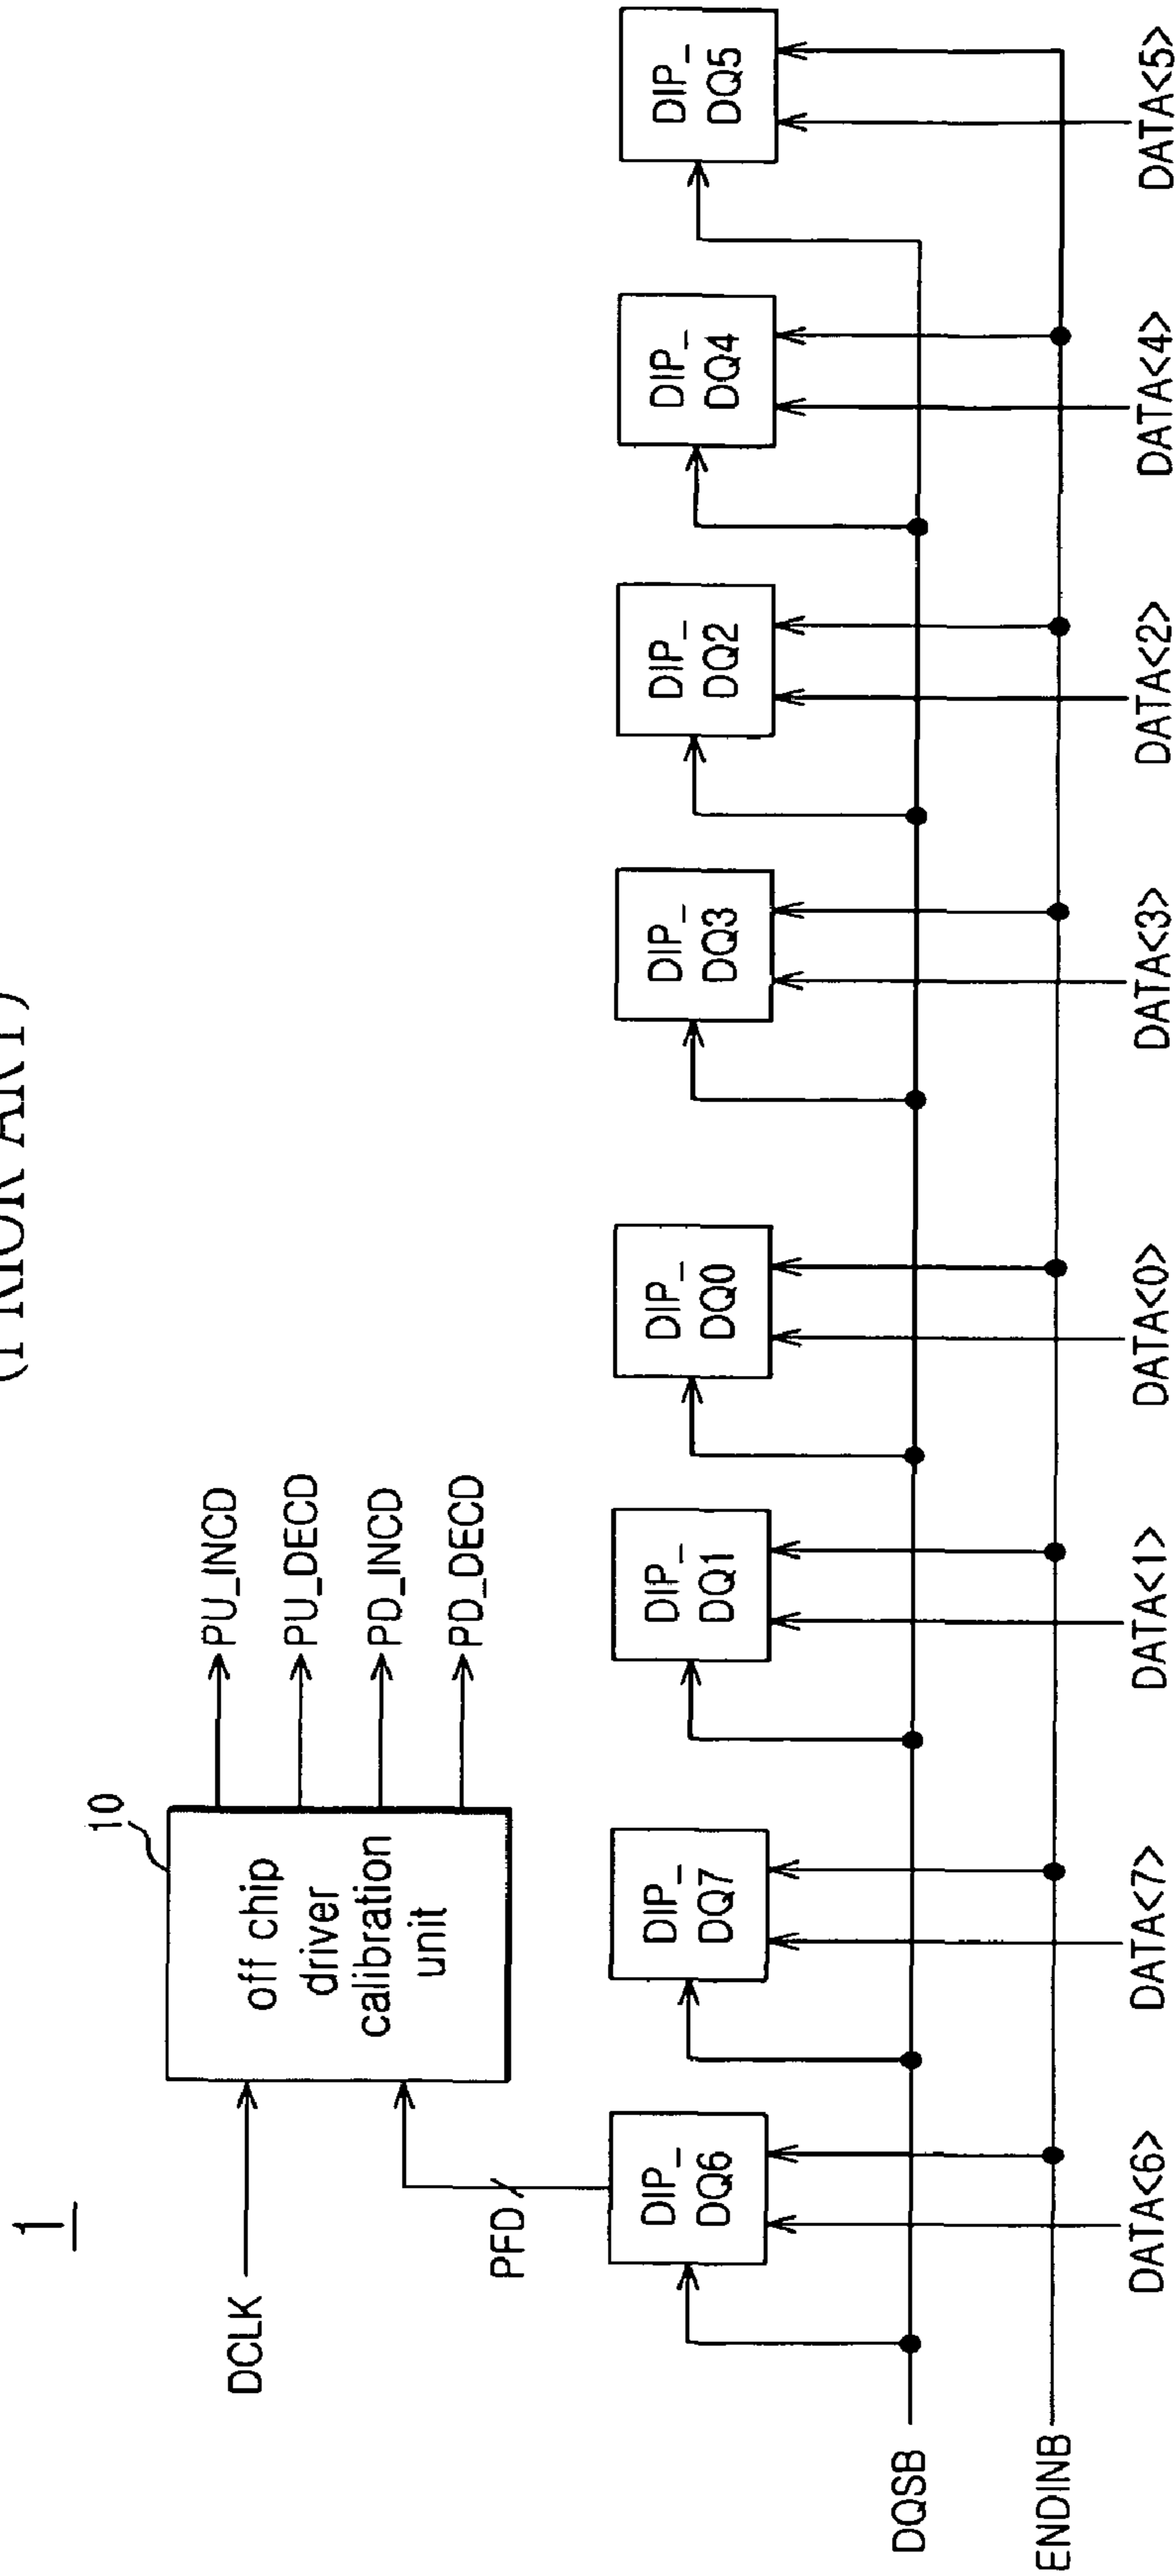 (PRIOR ART)
1
10
DCLK
off chip
driver
calibration
unit
PU_INCD
PU_DECD
PD_INCD
PD_DECD
PFD
DIP_
DQ6
DIP_
DQ7
DIP_
DQ1
DIP_
DQ0
DIP_
DQ3
DIP_
DQ2
DIP_
DQ4
DIP_
DQ5
DQSB
ENDINB
DATA<6>
DATA<7>
DATA<1>
DATA<0>
DATA<3>
DATA<2>
DATA<4>
DATA<5>